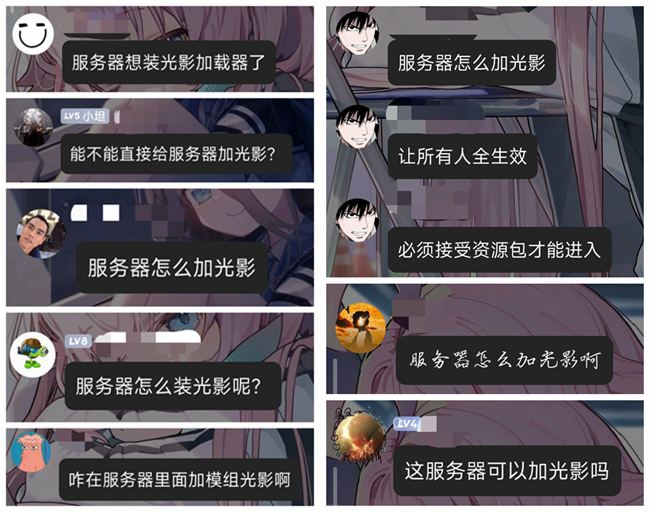 服务器想装光影加载器了
LV5 小坦
能不能直接给服务器加光影？
服务器怎么加光影
LV8
服务器怎么装光影呢？
咋在服务器里面加模组光影啊
服务器怎么加光影
让所有人全生效
必须接受资源包才能进入
服务器怎么加光影啊
LV4
这服务器可以加光影吗